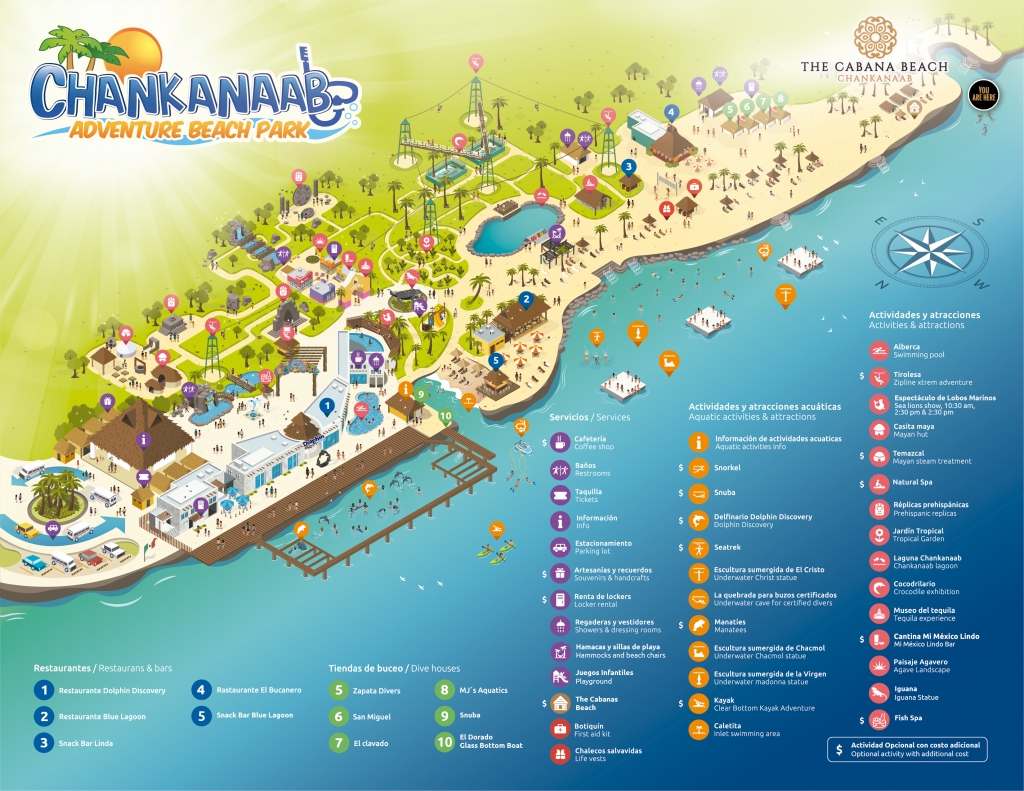 CHANKANAAB
ADVENTURE BEACH PARK
THE CABANA BEACH
CHANKANAAB
YOU
ARE HERE
4
5
6
7
8
3
2
5
1
9
10
i
i
Dolphin
E
S
N
W
Servicios / Services
$ Cafetería
Coffee shop
Baños
Restrooms
Taquilla
Tickets
Información
Info
Estacionamiento
Parking lot
$ Artesanías y recuerdos
Souvenirs & handcrafts
$ Renta de lockers
Locker rental
Regaderas y vestidores
Showers & dressing rooms
Hamacas y sillas de playa
Hammocks and beach chairs
Juegos Infantiles
Playground
$ The Cabanas
Beach
Botiquín
First aid kit
Chalecos salvavidas
Life vests
Actividades y atracciones acuáticas
Aquatic activities & attractions
Información de actividades acuaticas
Aquatic activities info
$ Snorkel
$ Snuba
$ Delfinario Dolphin Discovery
Dolphin Discovery
$ Seatrek
Escultura sumergida de El Cristo
Underwater Christ statue
La quebrada para buzos certificados
Underwater cave for certified divers
$ Manatíes
Manatees
Escultura sumergida de Chacmol
Underwater Chacmol statue
Escultura sumergida de la Virgen
Underwater madonna statue
$ Kayak
Clear Bottom Kayak Adventure
Caletita
Inlet swimming area
Actividades y atracciones
Activities & attractions
Alberca
Swimming pool
$ Tirolesa
Zipline xtrem adventure
Espectáculo de Lobos Marinos
Sea lions show, 10:30 am,
2:30 pm & 2:30 pm
Casita maya
Mayan hut
$ Temazcal
Mayan steam treatment
$ Natural Spa
Réplicas prehispánicas
Prehispanic replicas
Jardín Tropical
Tropical Garden
Laguna Chankanaab
Chankanaab lagoon
Cocodrilario
Crocodile exhibition
Museo del tequila
Tequila experience
$ Cantina Mi México Lindo
Mi México Lindo Bar
Paisaje Agavero
Agave Landscape
Iguana
Iguana Statue
$ Fish Spa
$ Actividad Opcional con costo adicional
Optional activity with additional cost
Restaurantes / Restaurans & bars
1 Restaurante Dolphin Discovery
2 Restaurante Blue Lagoon
3 Snack Bar Linda
4 Rastaurante El Bucanero
5 Snack Bar Blue Lagoon
Tiendas de buceo / Dive houses
5 Zapata Divers
6 San Miguel
7 El clavado
8 MJ´s Aquatics
9 Snuba
10 El Dorado
Glass Bottom Boat